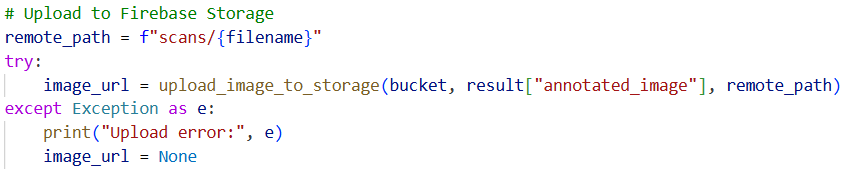 # Upload to Firebase Storage
remote_path = f"scans/{filename}"
try:
    image_url = upload_image_to_storage(bucket, result["annotated_image"], remote_path)
except Exception as e:
    print("Upload error:", e)
    image_url = None